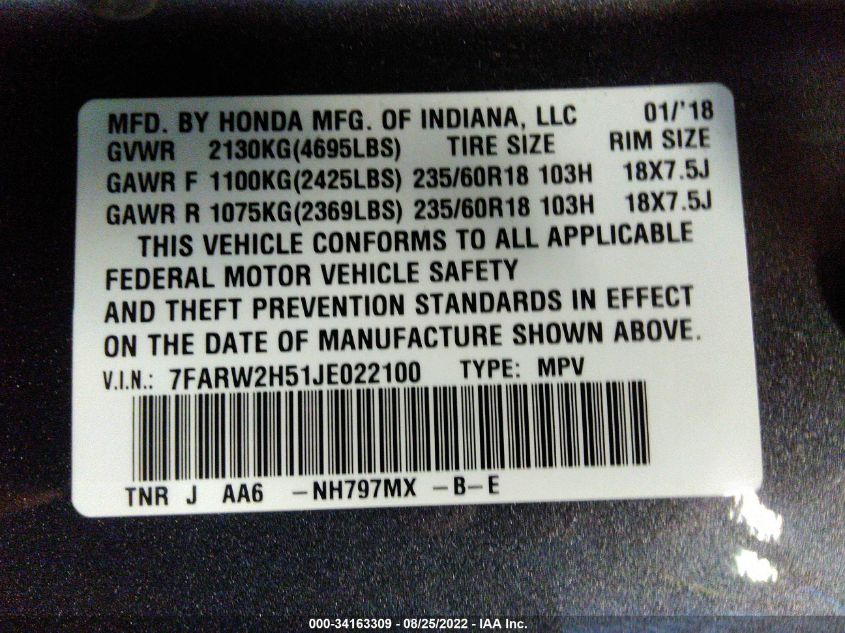 MFD. BY HONDA MFG. OF INDIANA, LLC 01/'18
GVWR 2130KG(4695LBS) TIRE SIZE RIM SIZE
GAWR F 1100KG(2425LBS) 235/60R18 103H 18X7.5J
GAWR R 1075KG(2369LBS) 235/60R18 103H 18X7.5J
THIS VEHICLE CONFORMS TO ALL APPLICABLE
FEDERAL MOTOR VEHICLE SAFETY
AND THEFT PREVENTION STANDARDS IN EFFECT
ON THE DATE OF MANUFACTURE SHOWN ABOVE.
V.I.N.: 7FARW2H51JE022100 TYPE: MPV
TNR J AA6 -NH797MX -B-E
000-34163309 - 08/25/2022 - IAA Inc.